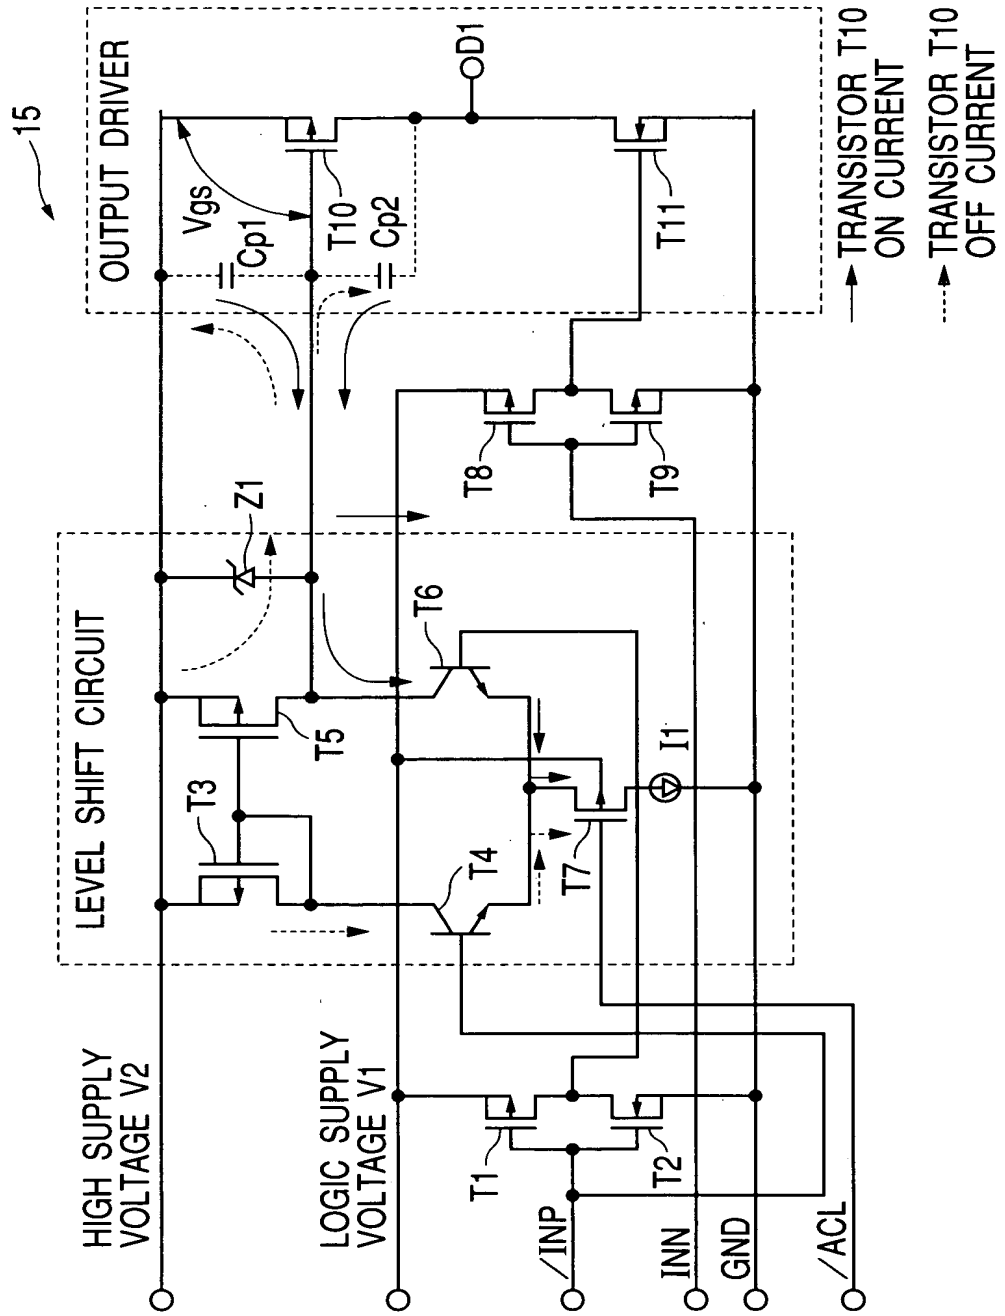 15
OUTPUT DRIVER
Vgs
Cp1
T10
Cp2
D1
T11
TRANSISTOR T10
ON CURRENT
TRANSISTOR T10
OFF CURRENT
T8
T9
Z1
LEVEL SHIFT CIRCUIT
T3
T5
T4
T6
T7
I1
HIGH SUPPLY
VOLTAGE V2
LOGIC SUPPLY
VOLTAGE V1
T1
T2
/INP
INN
GND
/ACL